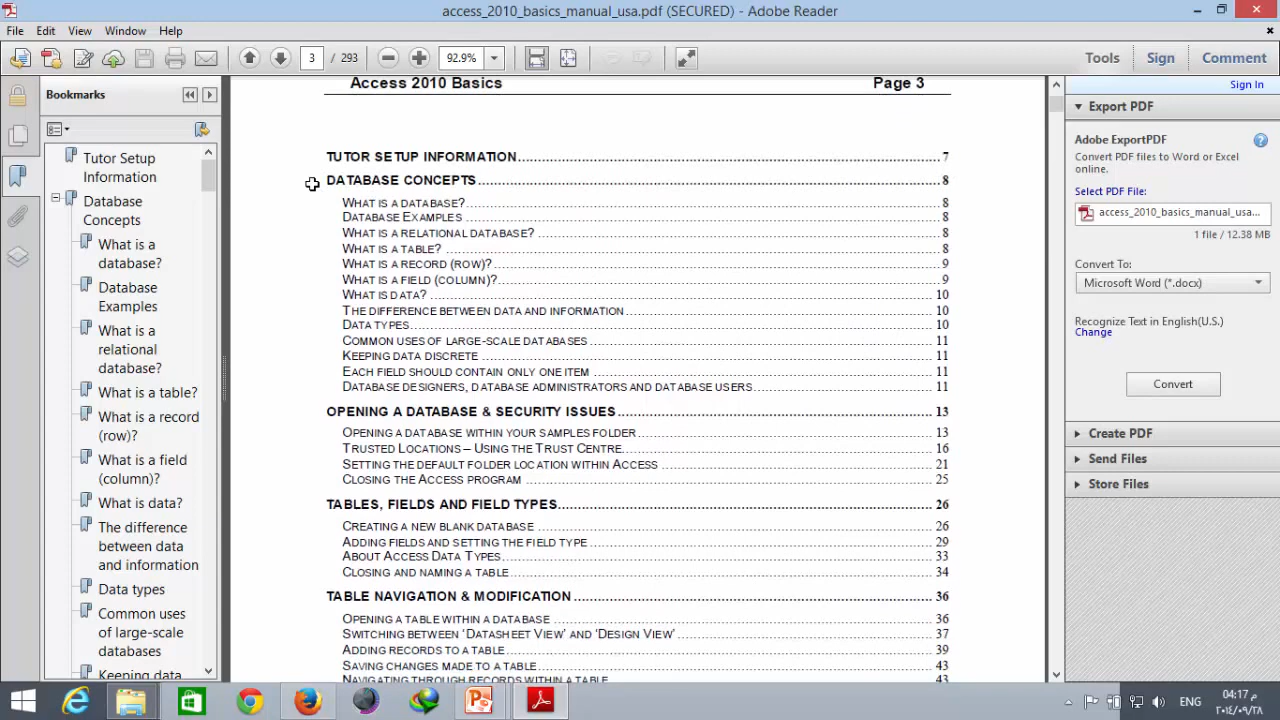 access_2010_basics_manual_usa.pdf (SECURED) - Adobe Reader
File Edit View Window Help
3 / 293 92.9% Tools Sign Comment
Bookmarks
Tutor Setup
Information
Database
Concepts
What is a
database?
Database
Examples
What is a
relational
database?
What is a table?
What is a record
(row)?
What is a field
(column)?
What is data?
The difference
between data
and information
Data types
Common uses
of large-scale
databases
Keeping data
Access 2010 Basics Page 3
TUTOR SETUP INFORMATION 7
DATABASE CONCEPTS 8
WHAT IS A DATABASE? 8
DATABASE EXAMPLES 8
WHAT IS A RELATIONAL DATABASE? 8
WHAT IS A TABLE? 8
WHAT IS A RECORD (ROW)? 9
WHAT IS A FIELD (COLUMN)? 9
WHAT IS DATA? 10
THE DIFFERENCE BETWEEN DATA AND INFORMATION 10
DATA TYPES 10
COMMON USES OF LARGE-SCALE DATABASES 11
KEEPING DATA DISCRETE 11
EACH FIELD SHOULD CONTAIN ONLY ONE ITEM 11
DATABASE DESIGNERS, DATABASE ADMINISTRATORS AND DATABASE USERS 11
OPENING A DATABASE & SECURITY ISSUES 13
OPENING A DATABASE WITHIN YOUR SAMPLES FOLDER 13
TRUSTED LOCATIONS – USING THE TRUST CENTRE 16
SETTING THE DEFAULT FOLDER LOCATION WITHIN ACCESS 21
CLOSING THE ACCESS PROGRAM 25
TABLES, FIELDS AND FIELD TYPES 26
CREATING A NEW BLANK DATABASE 26
ADDING FIELDS AND SETTING THE FIELD TYPE 29
ABOUT ACCESS DATA TYPES 33
CLOSING AND NAMING A TABLE 34
TABLE NAVIGATION & MODIFICATION 36
OPENING A TABLE WITHIN A DATABASE 36
SWITCHING BETWEEN 'DATASHEET VIEW' AND 'DESIGN VIEW' 37
ADDING RECORDS TO A TABLE 39
SAVING CHANGES MADE TO A TABLE 43
NAVIGATING THROUGH RECORDS WITHIN A TABLE 43
Sign In
Export PDF
Adobe ExportPDF
Convert PDF files to Word or Excel
online.
Select PDF File:
access_2010_basics_manual_usa...
1 file / 12.38 MB
Convert To:
Microsoft Word (*.docx)
Recognize Text in English(U.S.)
Change
Convert
Create PDF
Send Files
Store Files
ENG
04:17 م
٢٠١٤/٠٩/٢٨